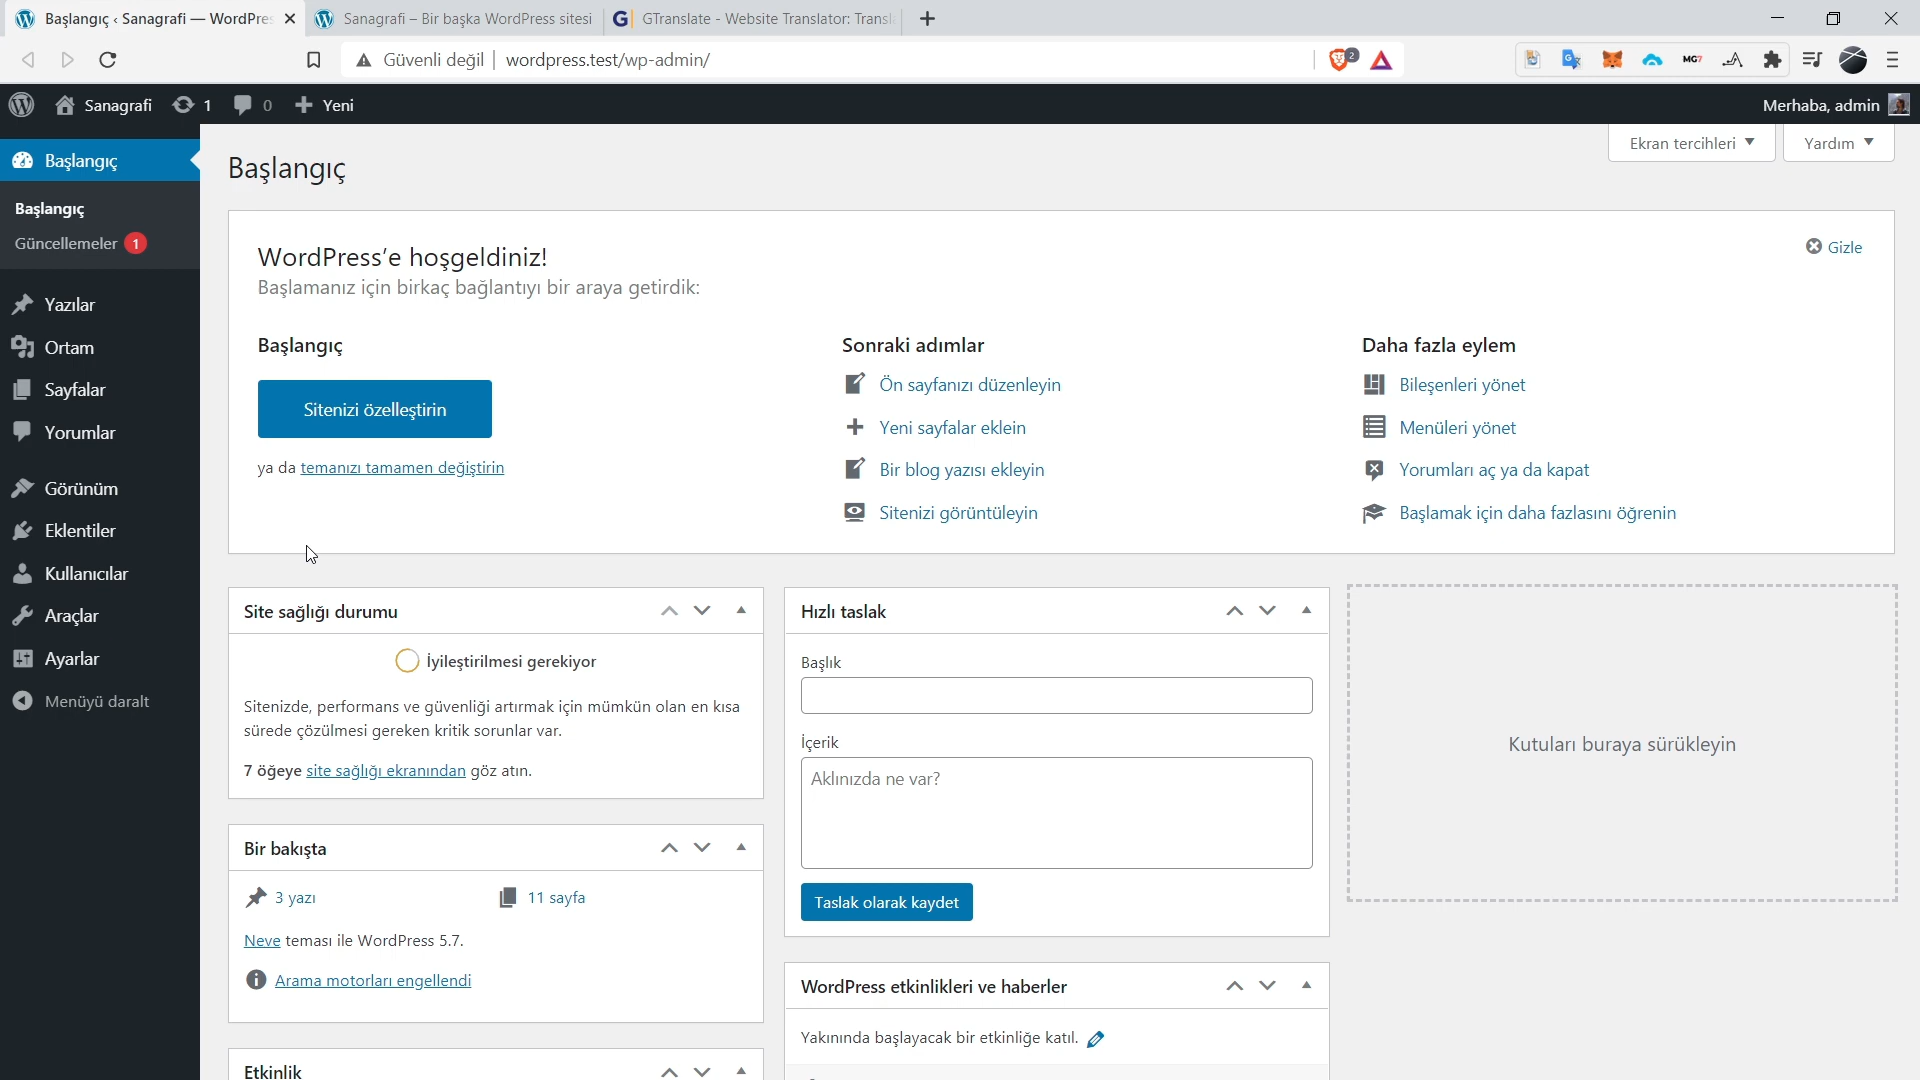 Başlangıç ‹ Sanagrafi — WordPres
Sanagrafi – Bir başka WordPress sitesi
GTranslate - Website Translator: Transl
Güvenli değil
wordpress.test/wp-admin/
2
MG7
Sanagrafi
1
0
Yeni
Merhaba, admin
Başlangıç
Başlangıç
Güncellemeler 1
Yazılar
Ortam
Sayfalar
Yorumlar
Görünüm
Eklentiler
Kullanıcılar
Araçlar
Ayarlar
Menüyü daralt
Başlangıç
Ekran tercihleri
Yardım
WordPress’e hoşgeldiniz!
Başlamanız için birkaç bağlantıyı bir araya getirdik:
Gizle
Başlangıç
Sitenizi özelleştirin
ya da temanızı tamamen değiştirin
Sonraki adımlar
Ön sayfanızı düzenleyin
Yeni sayfalar eklein
Bir blog yazısı ekleyin
Sitenizi görüntüleyin
Daha fazla eylem
Bileşenleri yönet
Menüleri yönet
Yorumları aç ya da kapat
Başlamak için daha fazlasını öğrenin
Site sağlığı durumu
İyileştirilmesi gerekiyor
Sitenizde, performans ve güvenliği artırmak için mümkün olan en kısa
sürede çözülmesi gereken kritik sorunlar var.
7 öğeye site sağlığı ekranından göz atın.
Bir bakışta
3 yazı
11 sayfa
Neve teması ile WordPress 5.7.
Arama motorları engellendi
Etkinlik
Hızlı taslak
Başlık
İçerik
Aklınızda ne var?
Taslak olarak kaydet
WordPress etkinlikleri ve haberler
Yakınında başlayacak bir etkinliğe katıl.
Kutuları buraya sürükleyin